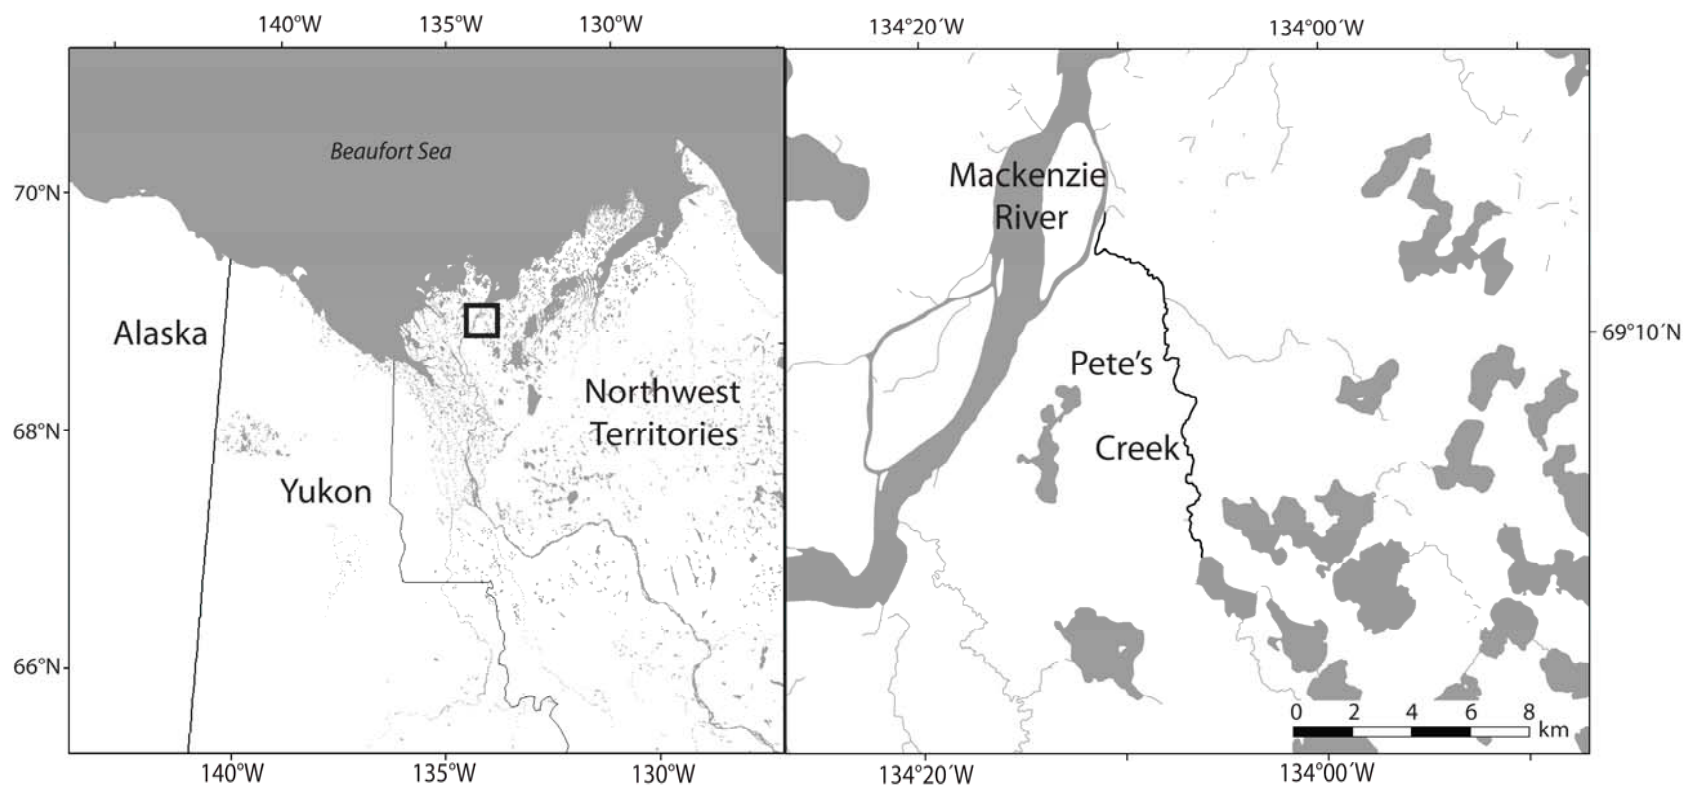 140°W 135°W 130°W 134°20´W 134°00´W
Beaufort Sea
70°N
Mackenzie
River
Alaska
69°10´N
Pete's
Northwest
Territories
68°N
Creek
Yukon
66°N
0 2 4 6 8
km
140°W 135°W 130°W 134°20´W 134°00´W